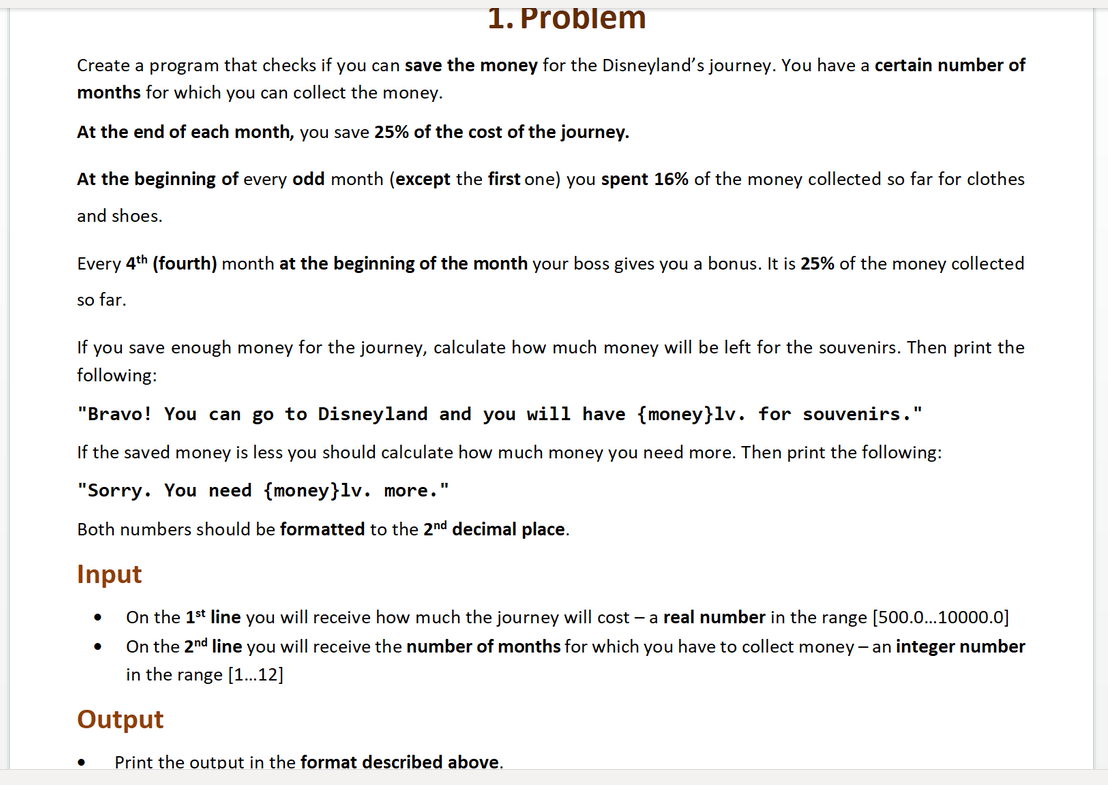 1. Problem
Create a program that checks if you can save the money for the Disneyland’s journey. You have a certain number of
months for which you can collect the money.
At the end of each month, you save 25% of the cost of the journey.
At the beginning of every odd month (except the first one) you spent 16% of the money collected so far for clothes
and shoes.
Every 4th (fourth) month at the beginning of the month your boss gives you a bonus. It is 25% of the money collected
so far.
If you save enough money for the journey, calculate how much money will be left for the souvenirs. Then print the
following:
"Bravo! You can go to Disneyland and you will have {money}lv. for souvenirs."
If the saved money is less you should calculate how much money you need more. Then print the following:
"Sorry. You need {money}lv. more."
Both numbers should be formatted to the 2nd decimal place.
Input
• On the 1st line you will receive how much the journey will cost – a real number in the range [500.0…10000.0]
• On the 2nd line you will receive the number of months for which you have to collect money – an integer number
in the range [1…12]
Output
• Print the output in the format described above.